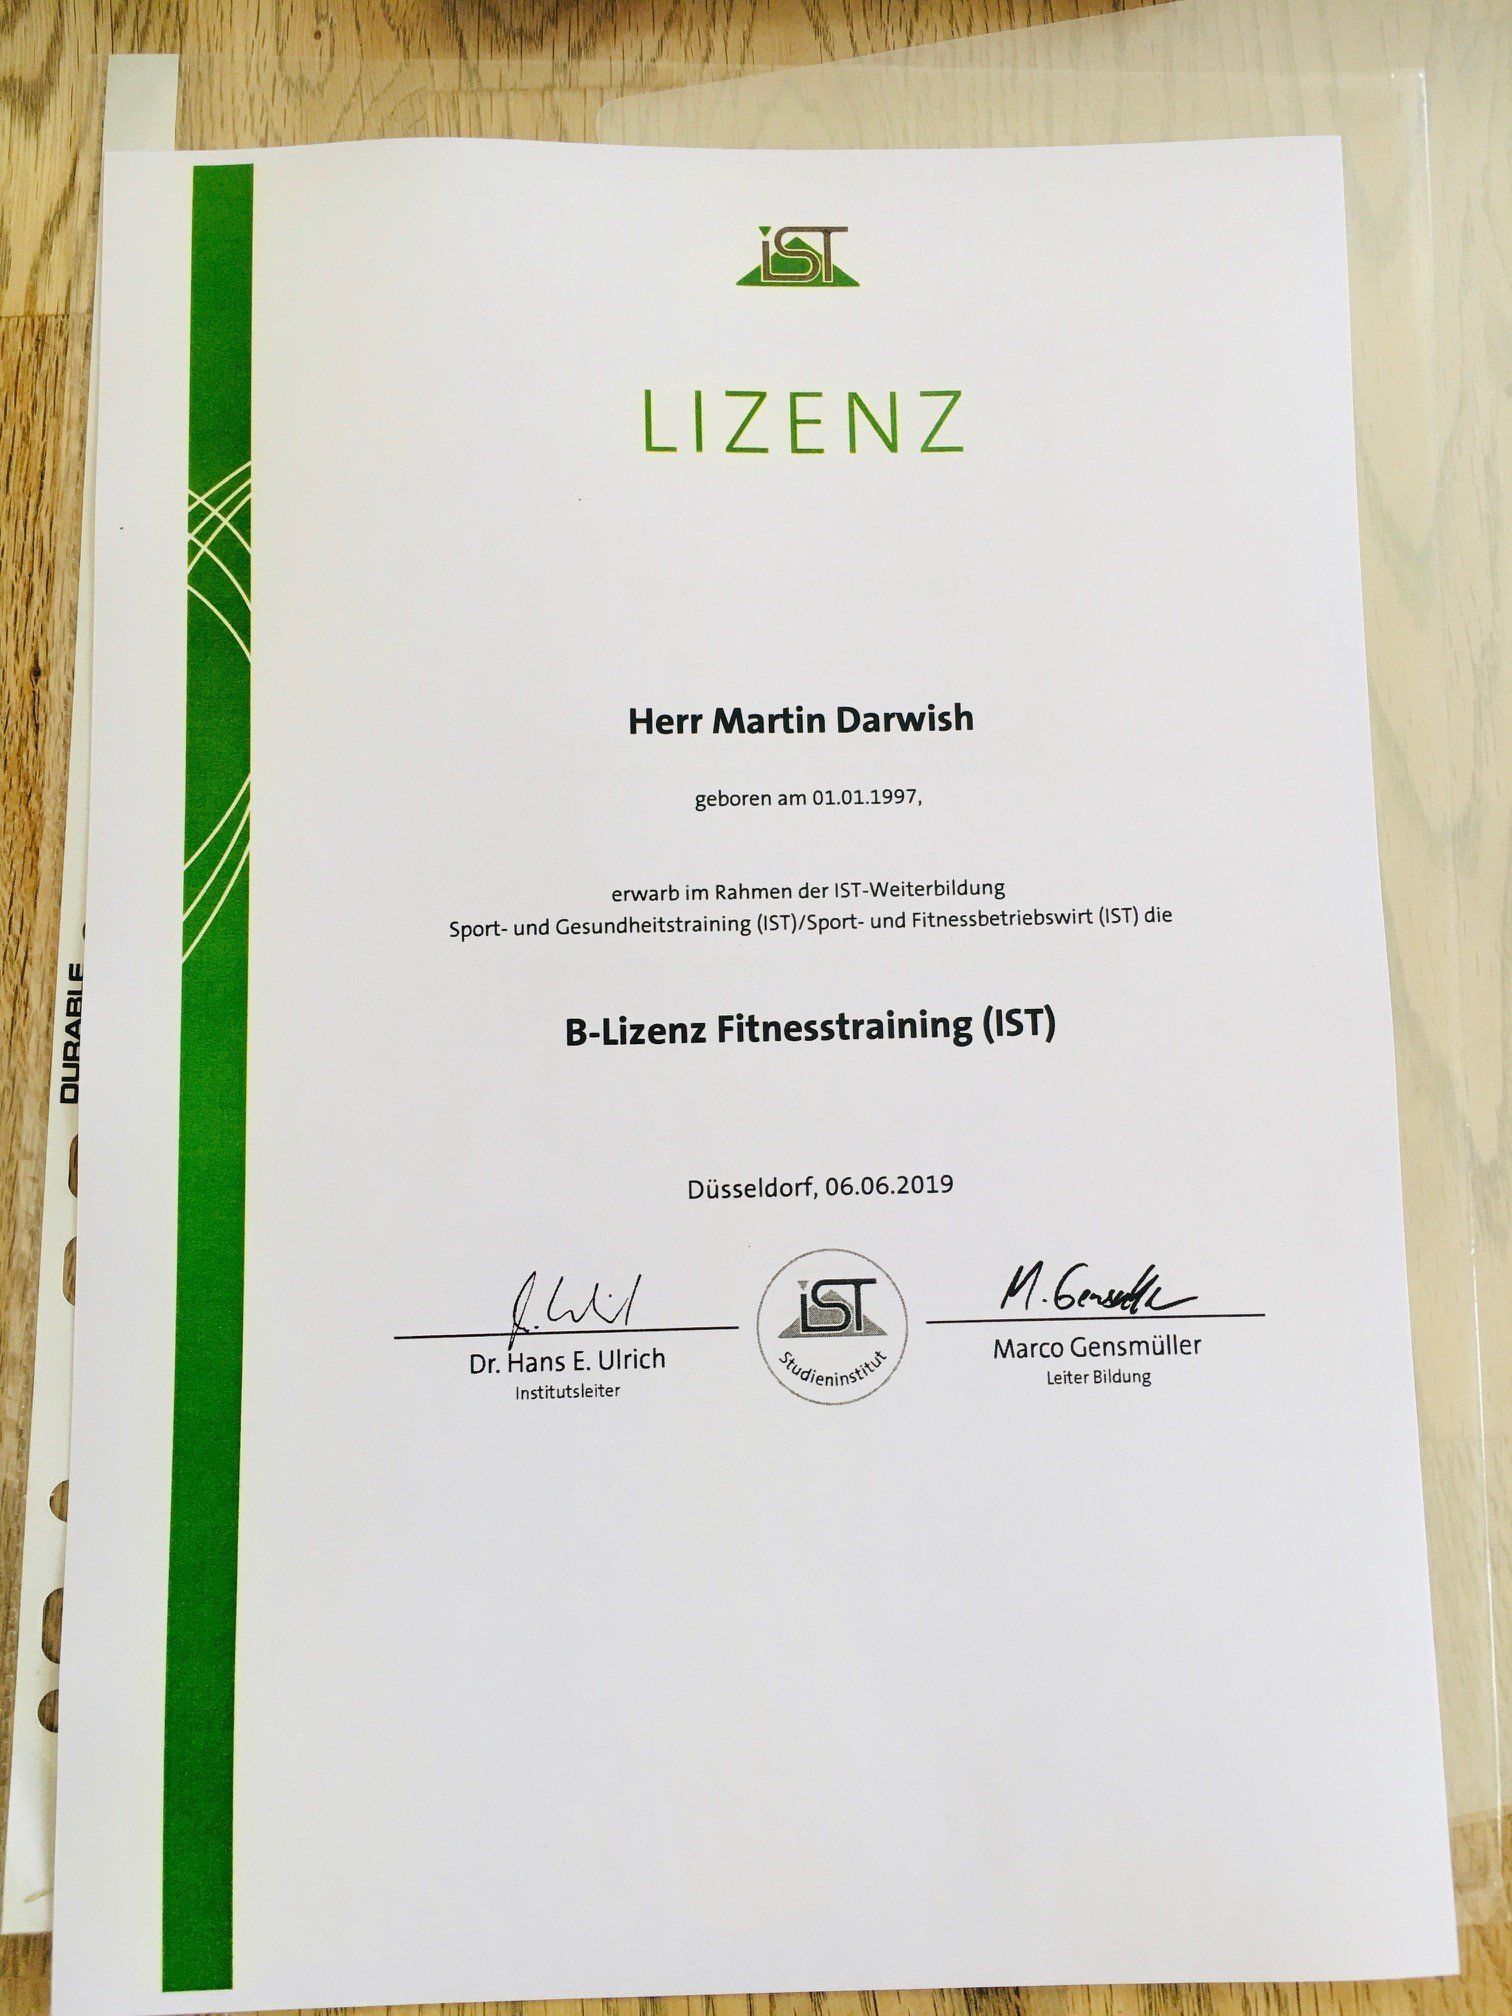 iST
LIZENZ
Herr Martin Darwish
geboren am 01.01.1997,
erwarb im Rahmen der IST-Weiterbildung
Sport- und Gesundheitstraining (IST)/Sport- und Fitnessbetriebswirt (IST) die
B-Lizenz Fitnesstraining (IST)
DURABLE
Düsseldorf, 06.06.2019
M. Gensmüller
iST
Studieninstitut
Dr. Hans E. Ulrich
Institutsleiter
Marco Gensmüller
Leiter Bildung